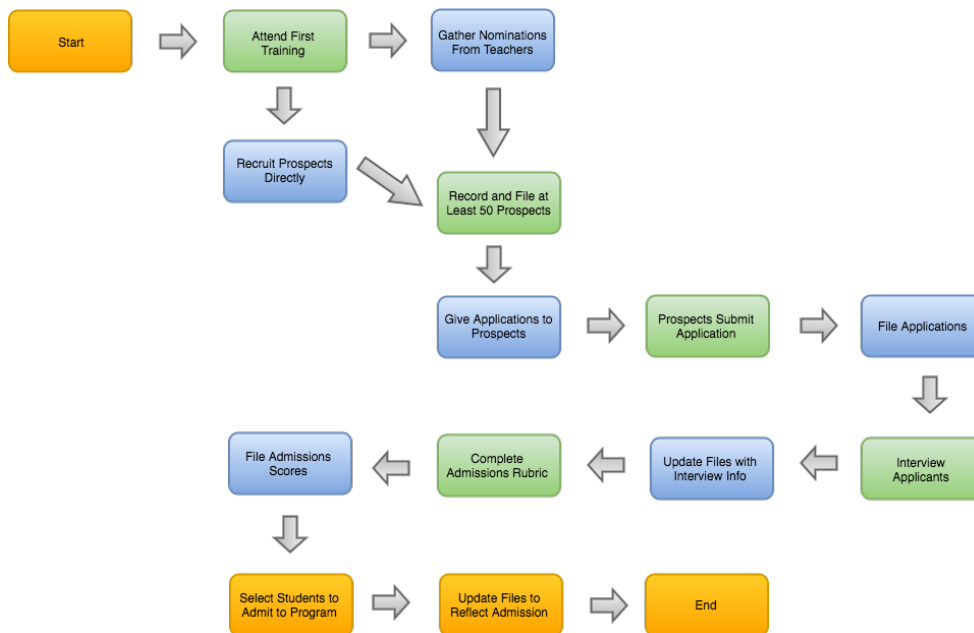 Start
Attend First
Training
Gather Nominations
From Teachers
Recruit Prospects
Directly
Record and File at
Least 50 Prospects
Give Applications to
Prospects
Prospects Submit
Application
File Applications
File Admissions
Scores
Complete
Admissions Rubric
Update Files with
Interview Info
Interview
Applicants
Select Students to
Admit to Program
Update Files to
Reflect Admission
End